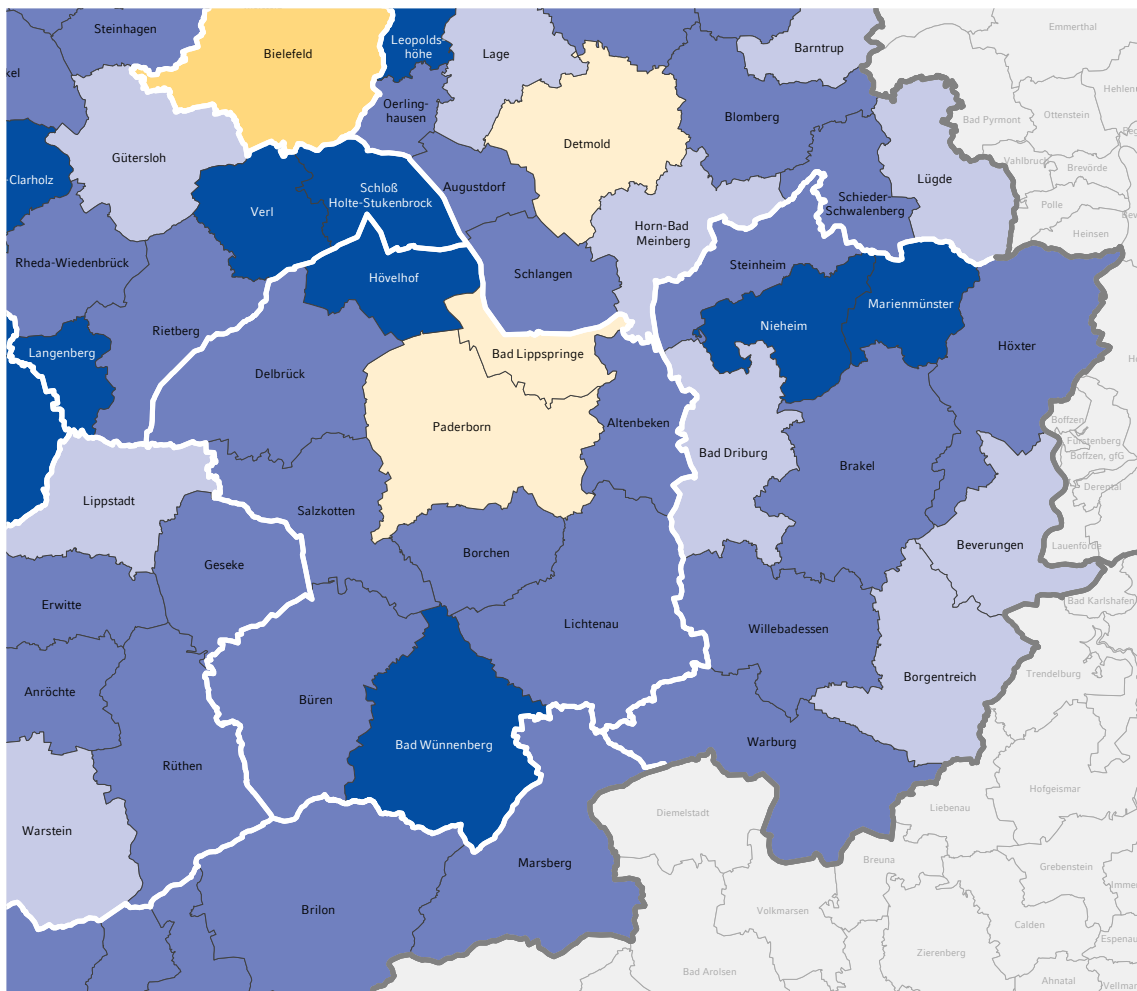 Steinhagen
Bielefeld
Leopolds-
höhe
Lage
Barntrup
Emmerthal
kel
Oerling-
hausen
Blomberg
Bad Pyrmont
Ottenstein
Gütersloh
Detmold
Vahlbruch
Brevörde
-Clarholz
Verl
Schloß
Holte-Stukenbrock
Augustdorf
Lügde
Schieder
Schwalenberg
Polle
Horn-Bad
Meinberg
Heinsen
Rheda-Wiedenbrück
Hövelhof
Schlangen
Steinheim
Marienmünster
Nieheim
Rietberg
Langenberg
Bad Lippspringe
Höxter
Delbrück
Paderborn
Altenbeken
Boffzen
Fürstenberg
Bad Driburg
Boffzen, gfG
Brakel
Derental
Lippstadt
Salzkotten
Beverungen
Lauenförde
Borchen
Geseke
Erwitte
Bad Karlshafen
Lichtenau
Willebadessen
Trendelburg
Anröchte
Büren
Borgentreich
Bad Wünnenberg
Warburg
Rüthen
Hofgeismar
Diemelstadt
Liebenau
Warstein
Marsberg
Breuna
Grebenstein
Brilon
Volkmarsen
Calden
Espenau
Zierenberg
Bad Arolsen
Ahnatal